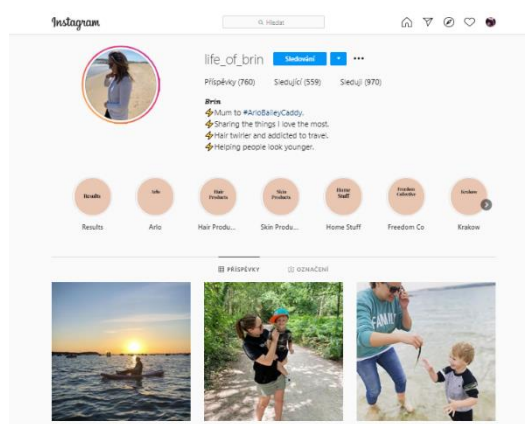 Instagram
Hledat
life_of_brin Sledování
Příspěvky (760) Sledující (559) Sleduji (970)
Brin
⚡Mum to #ArloBaileyCaddy.
⚡Sharing the things I love the most.
⚡Hair twirler and addicted to travel.
⚡Helping people look younger.
Results Arlo Hair Products Skin Products Home Stuff Freedom Collective Krakow
Results Arlo Hair Produ... Skin Produ... Home Stuff Freedom Co Krakow
PŘÍSPĚVKY OZNAČENÍ
FAMILY